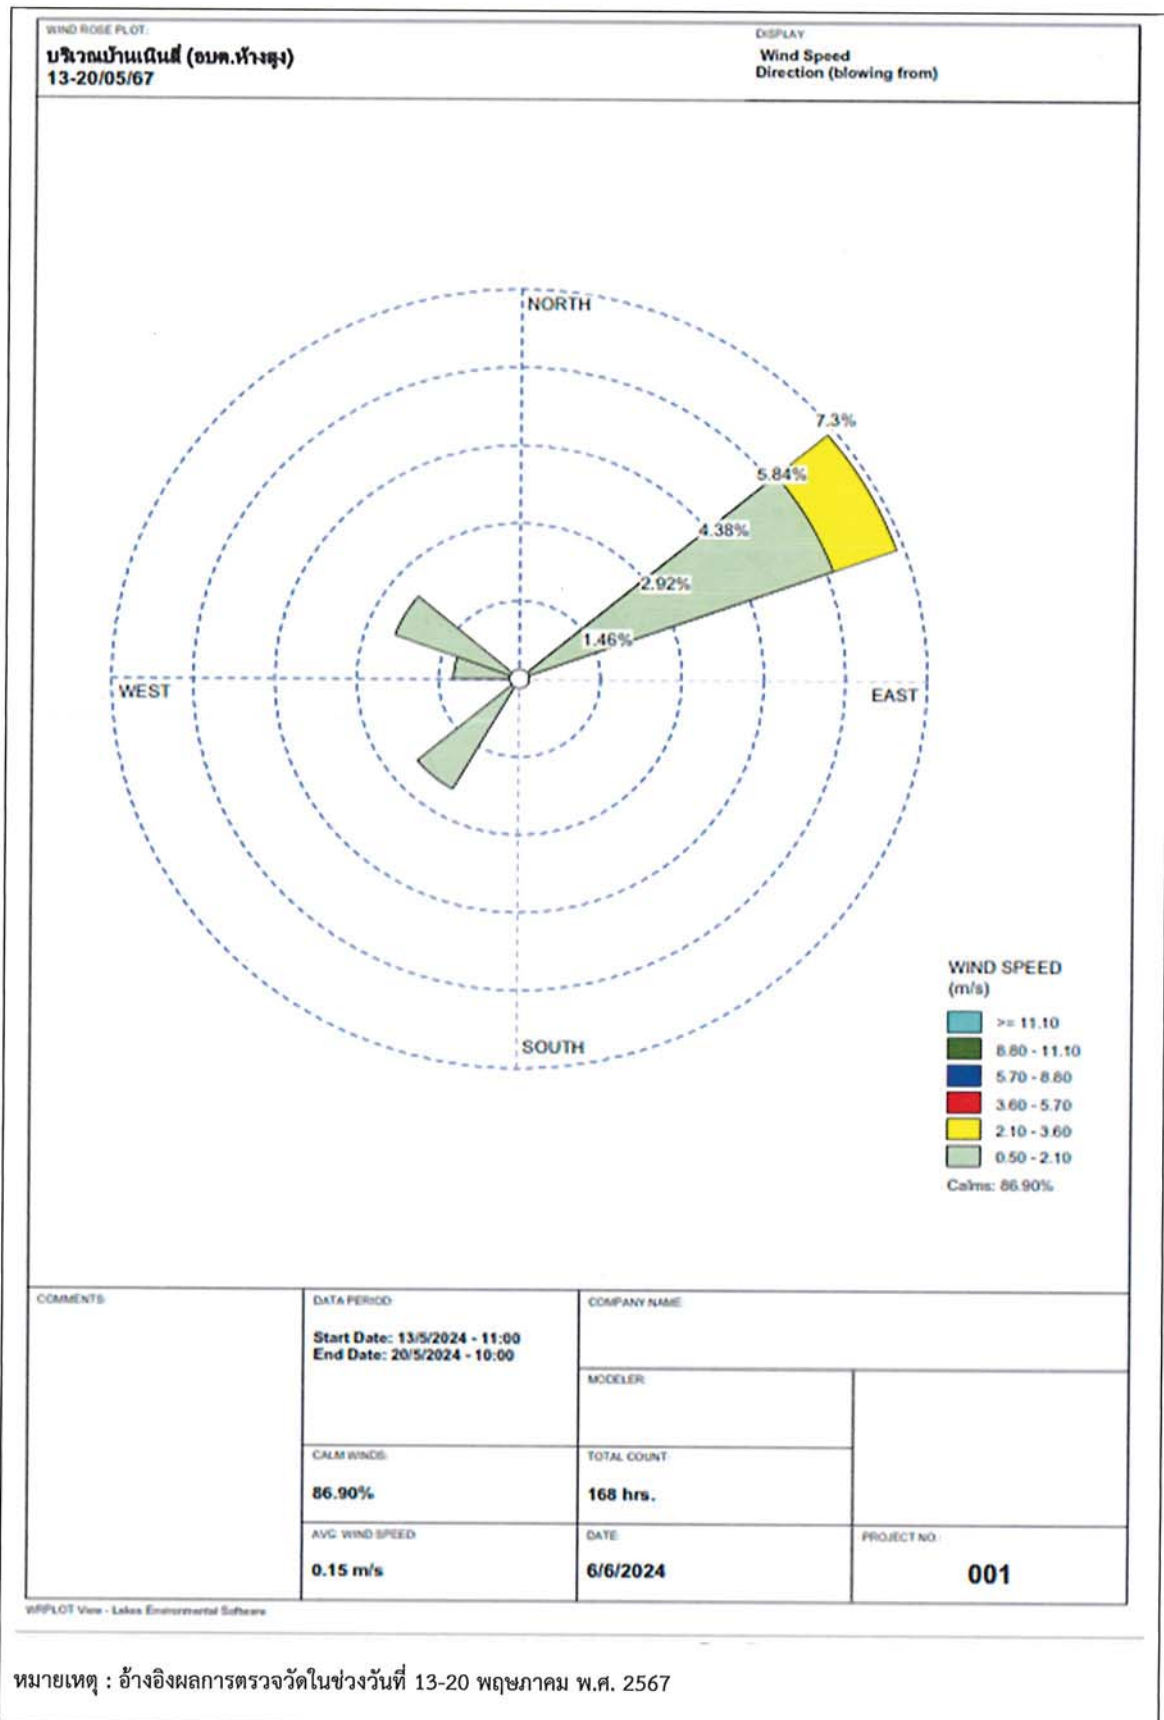 WIND ROSE PLOT:
บริเวณบ้านเนินสี่ (อบต.ห้างสูง)
13-20/05/67
DISPLAY
Wind Speed
Direction (blowing from)
NORTH
7.3%
5.84%
4.38%
2.92%
1.46%
WEST
EAST
SOUTH
WIND SPEED
(m/s)
>= 11.10
8.80 - 11.10
5.70 - 8.80
3.60 - 5.70
2.10 - 3.60
0.50 - 2.10
Calms: 86.90%
COMMENTS:
DATA PERIOD:
Start Date: 13/5/2024 - 11:00
End Date: 20/5/2024 - 10:00
COMPANY NAME:
MODELER:
CALM WINDS:
86.90%
TOTAL COUNT:
168 hrs.
AVG. WIND SPEED:
0.15 m/s
DATE:
6/6/2024
PROJECT NO.:
001
WRPLOT View - Lakes Environmental Software
หมายเหตุ : อ้างอิงผลการตรวจวัดในช่วงวันที่ 13-20 พฤษภาคม พ.ศ. 2567